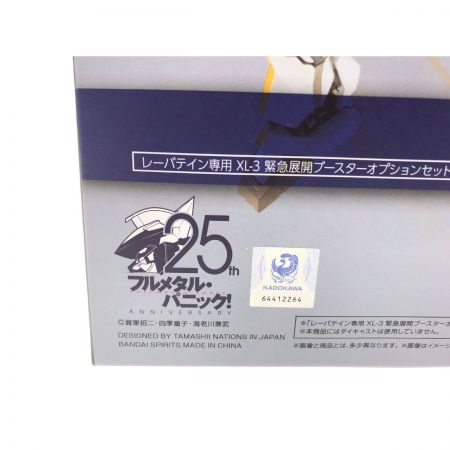 レーバテイン専用 XL-3 緊急展開ブースターオプションセット
25th
フルメタル・
パニック!
ANNIVERSARY
KADOKAWA
64412264
©賀東招二・四季童子・海老川兼武
DESIGNED BY TAMASHII NATIONS IN JAPAN
BANDAI SPIRITS MADE IN CHINA
※「レーバテイン専用 XL-3 緊急展開ブースターオ
※本商品にはダイキャストは使用していません。
※画像と商品とは、多少異なります。※画像はイメージ